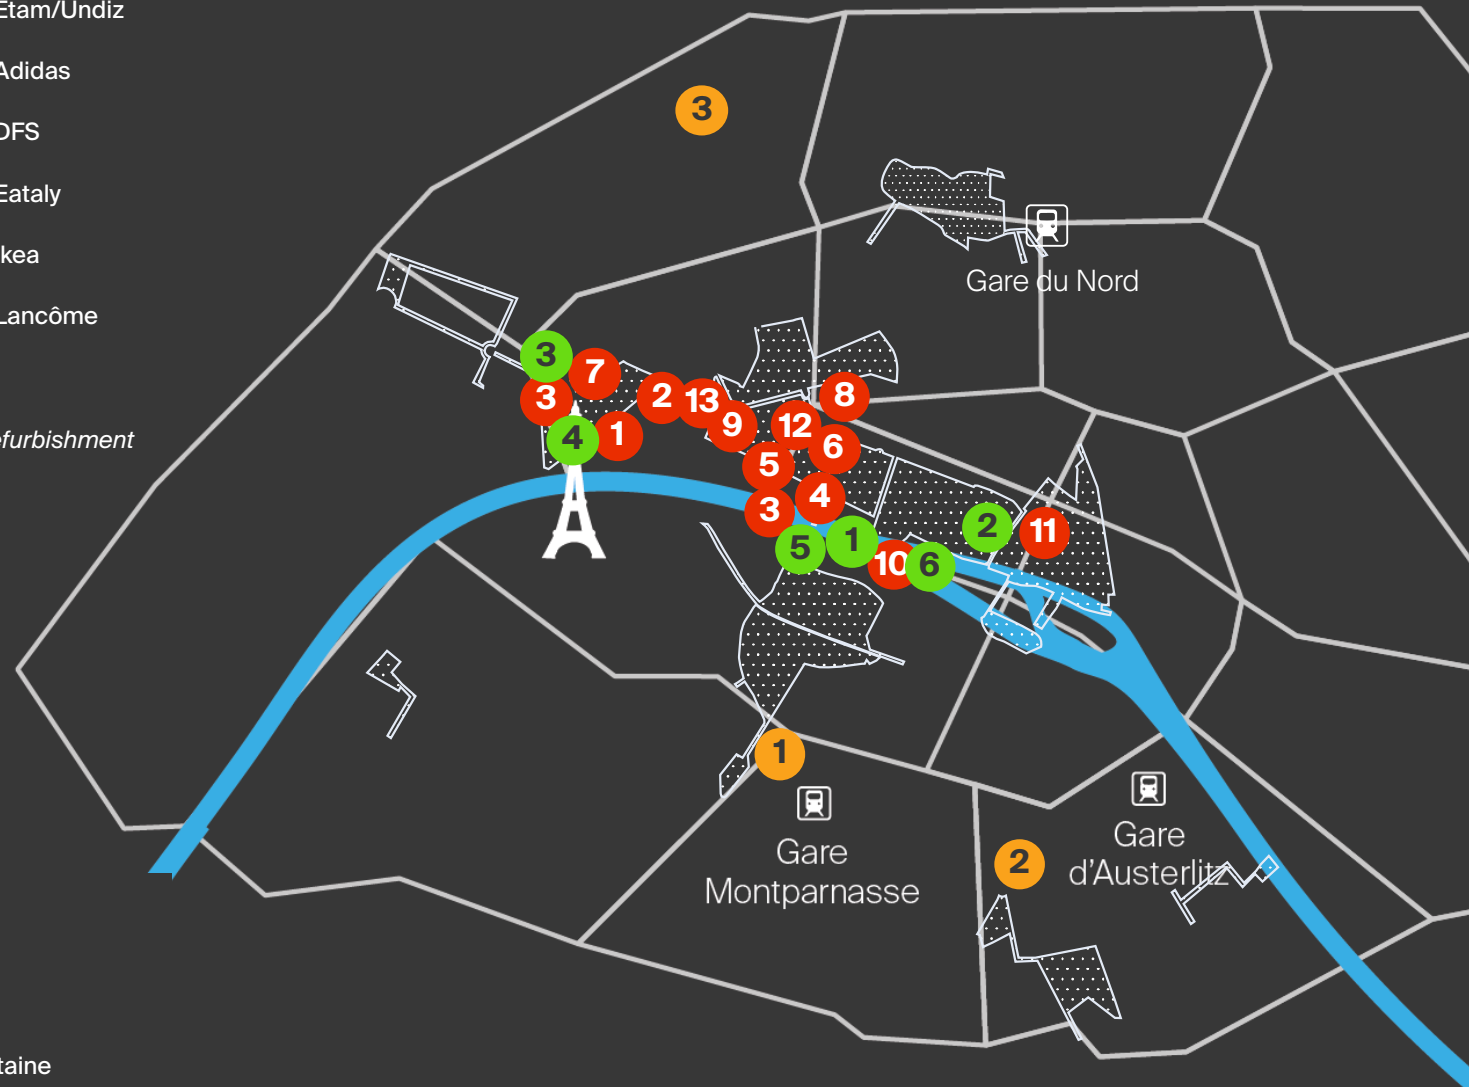 Etam/Undiz
Adidas
DFS
Eataly
kea
Lancôme
efurbishment
taine
3
Gare du Nord
3
7
3
2
13
8
4
1
9
12
6
5
4
3
5
1
10
6
2
11
1
Gare
Montparnasse
2
Gare
d'Austerlitz